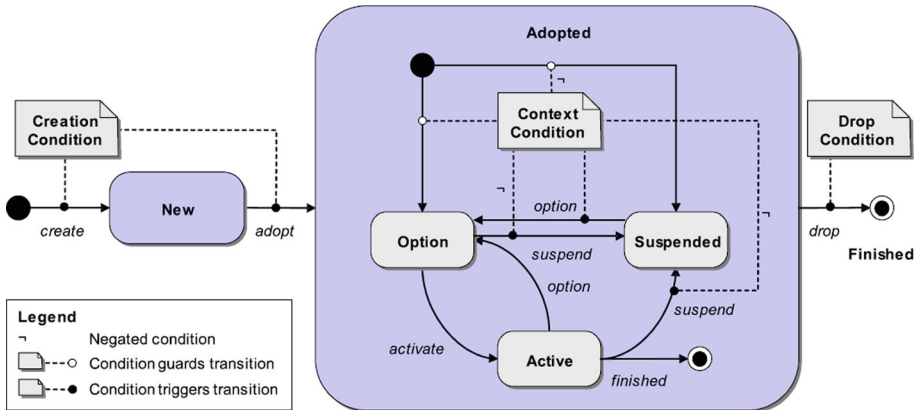 Adopted
¬
Creation
Condition
Context
Condition
Drop
Condition
¬
New
option
¬
create
adopt
Option
Suspended
drop
suspend
Finished
option
suspend
Legend
¬ Negated condition
activate
Condition guards transition
Active
Condition triggers transition
finished